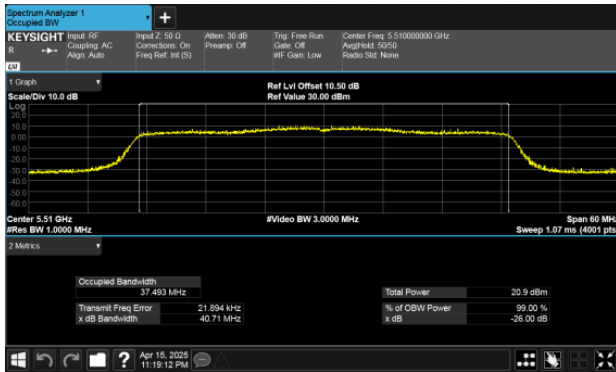 Spectrum Analyzer 1
Occupied BW
KEYSIGHT
R
LXI
Input: RF
Coupling: AC
Align: Auto
Input Z: 50 Ω
Corrections: On
Freq Ref: Int (S)
Atten: 30 dB
Preamp: Off
Trig: Free Run
Gate: Off
#IF Gain: Low
Center Freq: 5.510000000 GHz
Avg|Hold: 50/50
Radio Std: None
1 Graph
Scale/Div 10.0 dB
Ref Lvl Offset 10.50 dB
Ref Value 30.00 dBm
Log
20.0
10.0
0.00
-10.0
-20.0
-30.0
-40.0
-50.0
-60.0
Center 5.51 GHz
#Video BW 3.0000 MHz
Span 60 MHz
#Res BW 1.0000 MHz
Sweep 1.07 ms (4001 pts
2 Metrics
Occupied Bandwidth
37.493 MHz
Total Power 20.9 dBm
Transmit Freq Error 21.894 kHz
% of OBW Power 99.00 %
x dB Bandwidth 40.71 MHz
x dB -26.00 dB
?
Apr 15, 2025
11:19:12 PM